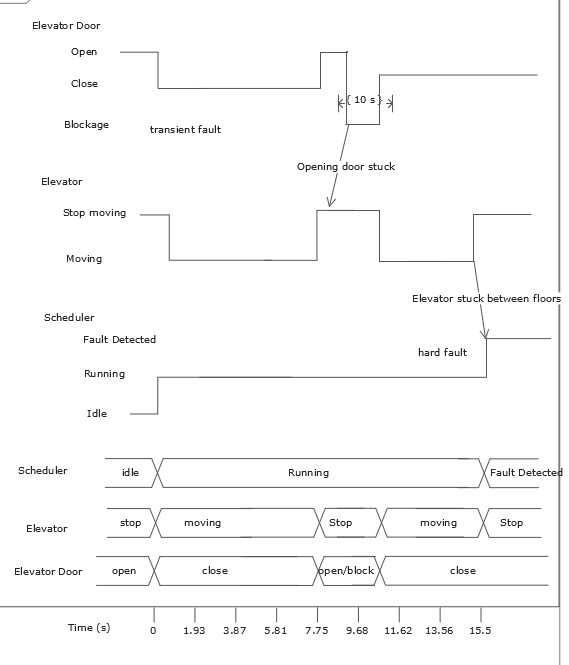 Elevator Door
Open
Close
{ 10 s }
Blockage
transient fault
Opening door stuck
Elevator
Stop moving
Moving
Elevator stuck between floors
Scheduler
Fault Detected
hard fault
Running
Idle
Scheduler idle Running Fault Detected
Elevator stop moving Stop moving Stop
Elevator Door open close open/block close
Time (s) 0 1.93 3.87 5.81 7.75 9.68 11.62 13.56 15.5